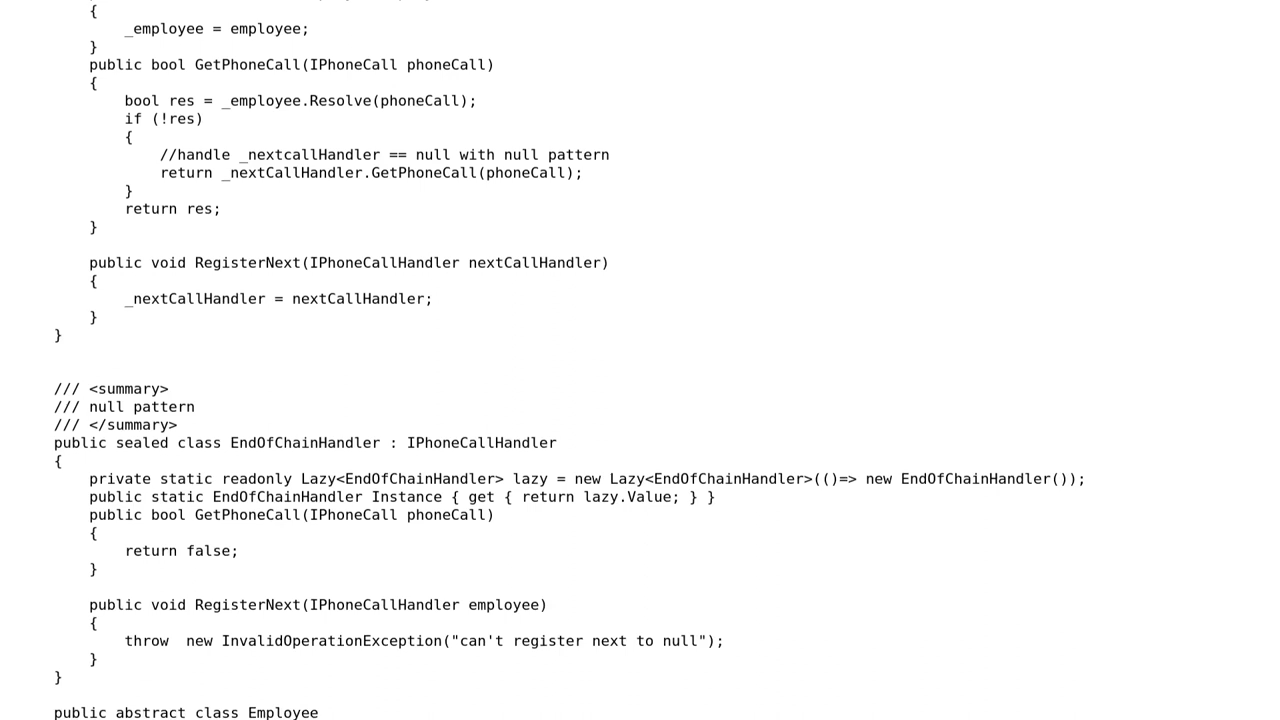 {
_employee = employee;
}
public bool GetPhoneCall(IPhoneCall phoneCall)
{
bool res = _employee.Resolve(phoneCall);
if (!res)
{
//handle _nextcallHandler == null with null pattern
return _nextCallHandler.GetPhoneCall(phoneCall);
}
return res;
}
public void RegisterNext(IPhoneCallHandler nextCallHandler)
{
_nextCallHandler = nextCallHandler;
}
}
/// <summary>
/// null pattern
/// </summary>
public sealed class EndOfChainHandler : IPhoneCallHandler
{
private static readonly Lazy<EndOfChainHandler> lazy = new Lazy<EndOfChainHandler>(()=> new EndOfChainHandler());
public static EndOfChainHandler Instance { get { return lazy.Value; } }
public bool GetPhoneCall(IPhoneCall phoneCall)
{
return false;
}
public void RegisterNext(IPhoneCallHandler employee)
{
throw  new InvalidOperationException("can't register next to null");
}
}
public abstract class Employee